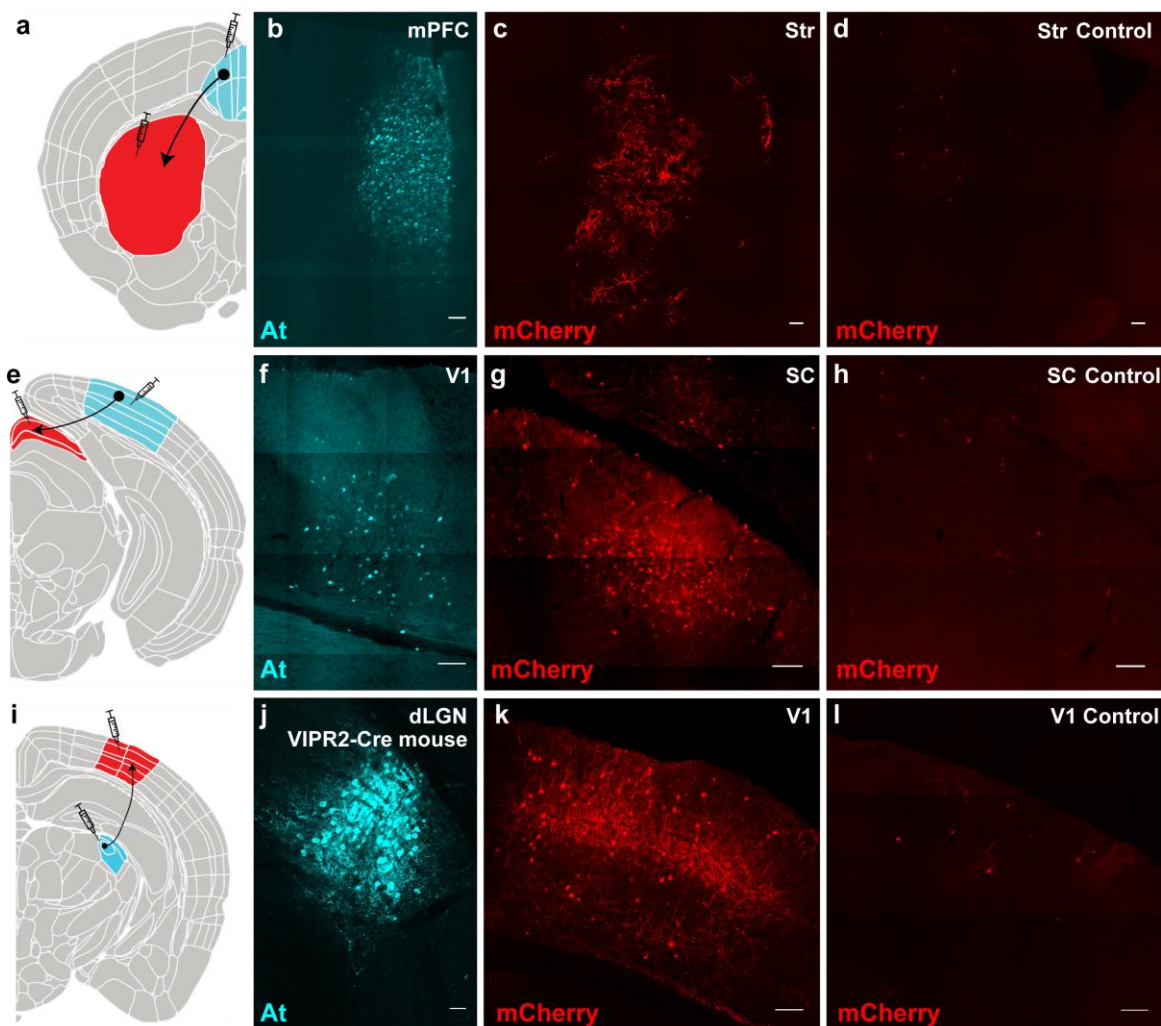 a
b
mPFC
At
c
Str
mCherry
d
Str Control
mCherry
e
f
V1
At
g
SC
mCherry
h
SC Control
mCherry
i
j
dLGN
VIPR2-Cre mouse
At
k
V1
mCherry
l
V1 Control
mCherry